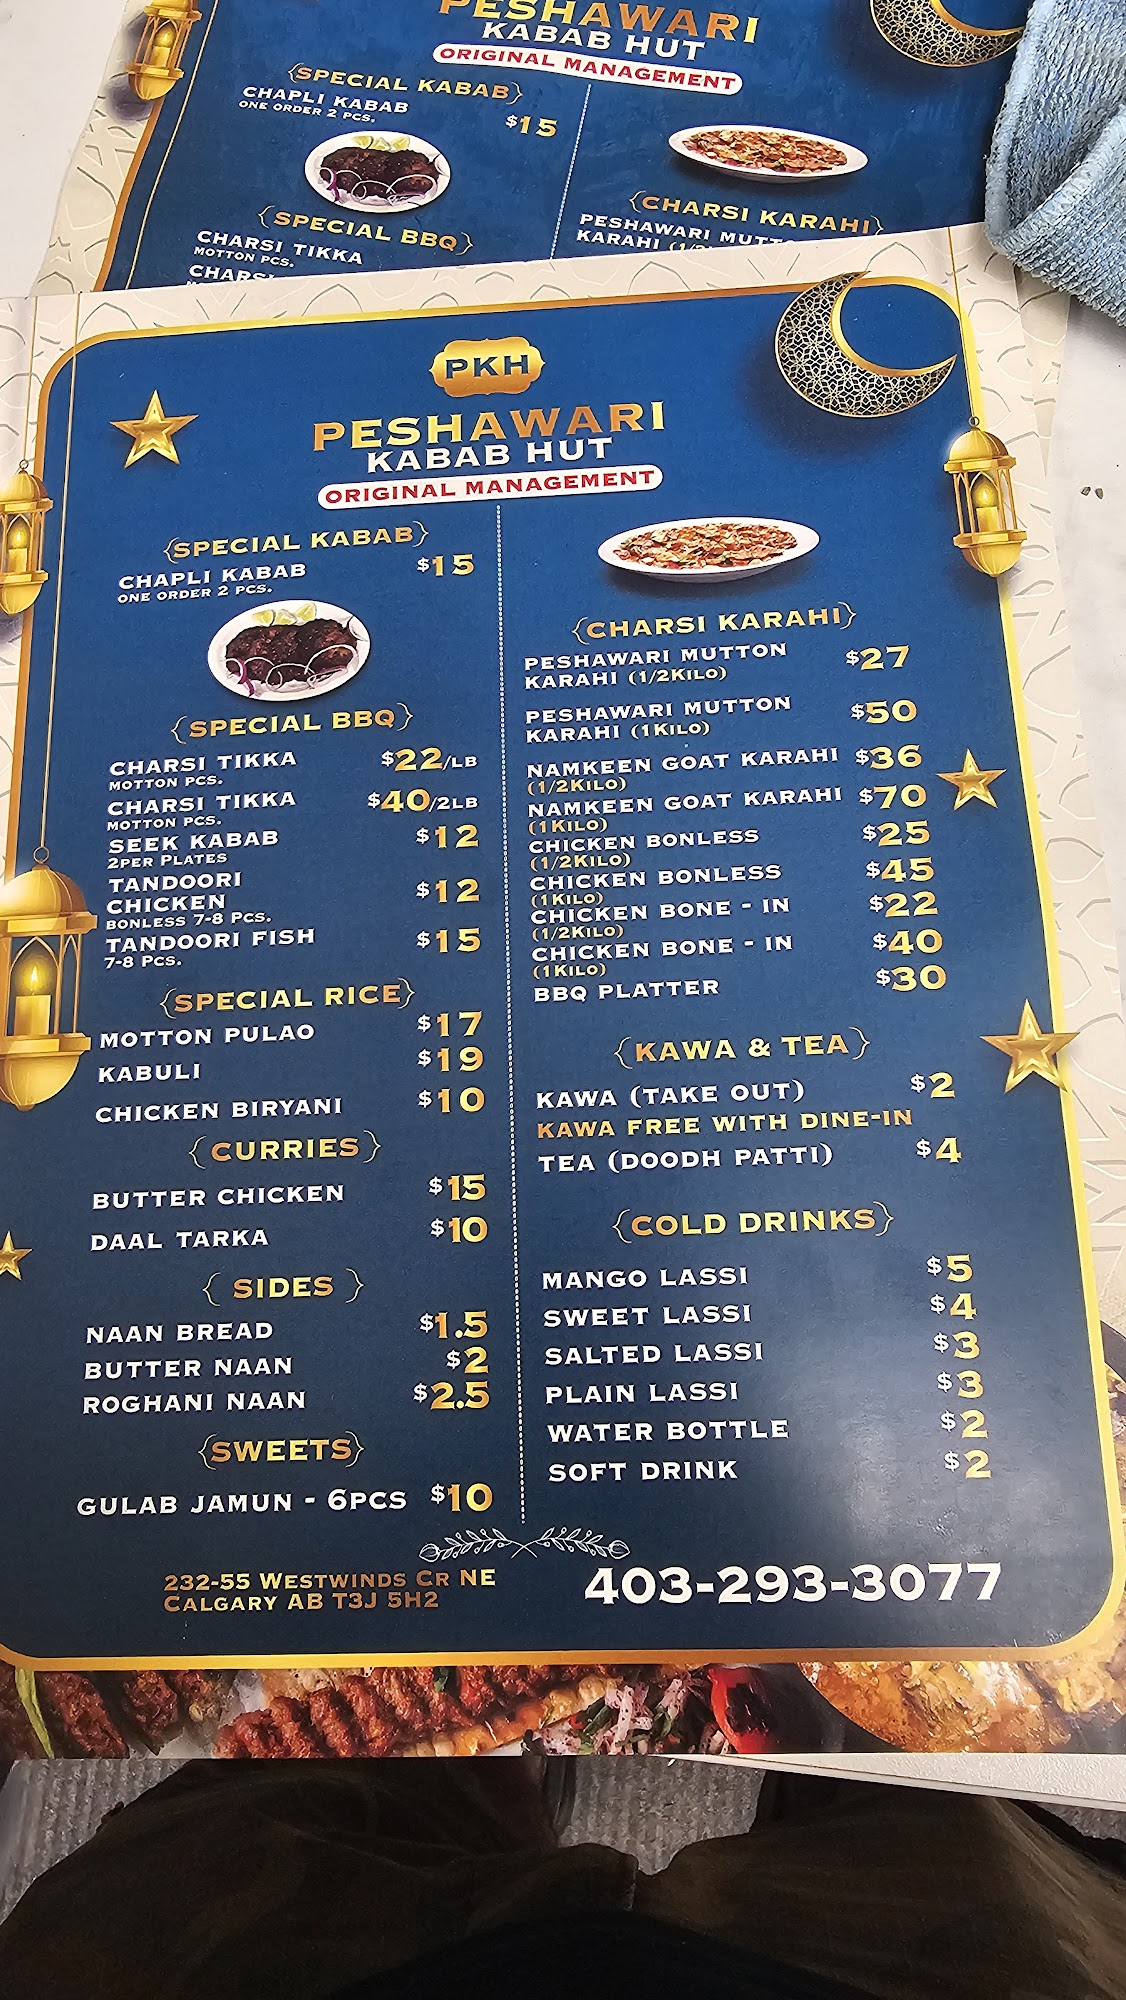 PESHAWARI
KABAB HUT
ORIGINAL MANAGEMENT
{SPECIAL KABAB}
CHAPLI KABAB
ONE ORDER 2 PCS.
$15
{SPECIAL BBQ}
CHARSI TIKKA
MOTTON PCS.
{CHARSI KARAHI}
PESHAWARI
KARAHI
PKH
PESHAWARI
KABAB HUT
ORIGINAL MANAGEMENT
{SPECIAL KABAB}
CHAPLI KABAB $15
ONE ORDER 2 PCS.
{SPECIAL BBQ}
CHARSI TIKKA $22/LB
MOTTON PCS.
CHARSI TIKKA $40/2LB
MOTTON PCS.
SEEK KABAB $12
2PER PLATES
TANDOORI
CHICKEN $12
BONLESS 7-8 PCS.
TANDOORI FISH $15
7-8 PCS.
{SPECIAL RICE}
MOTTON PULAO $17
KABULI $19
CHICKEN BIRYANI $10
{CURRIES}
BUTTER CHICKEN $15
DAAL TARKA $10
{ SIDES }
NAAN BREAD $1.5
BUTTER NAAN $2
ROGHANI NAAN $2.5
{SWEETS}
GULAB JAMUN - 6PCS $10
{CHARSI KARAHI}
PESHAWARI MUTTON $27
KARAHI (1/2KILO)
PESHAWARI MUTTON $50
KARAHI (1KILO)
NAMKEEN GOAT KARAHI $36
(1/2KILO)
NAMKEEN GOAT KARAHI $70
(1KILO)
CHICKEN BONLESS $25
(1/2KILO)
CHICKEN BONLESS $45
(1KILO)
CHICKEN BONE - IN $22
(1/2KILO)
CHICKEN BONE - IN $40
(1KILO)
BBQ PLATTER $30
{KAWA & TEA}
KAWA (TAKE OUT) $2
KAWA FREE WITH DINE-IN
TEA (DOODH PATTI) $4
{COLD DRINKS}
MANGO LASSI $5
SWEET LASSI $4
SALTED LASSI $3
PLAIN LASSI $3
WATER BOTTLE $2
SOFT DRINK $2
232-55 WESTWINDS CR NE
CALGARY AB T3J 5H2
403-293-3077